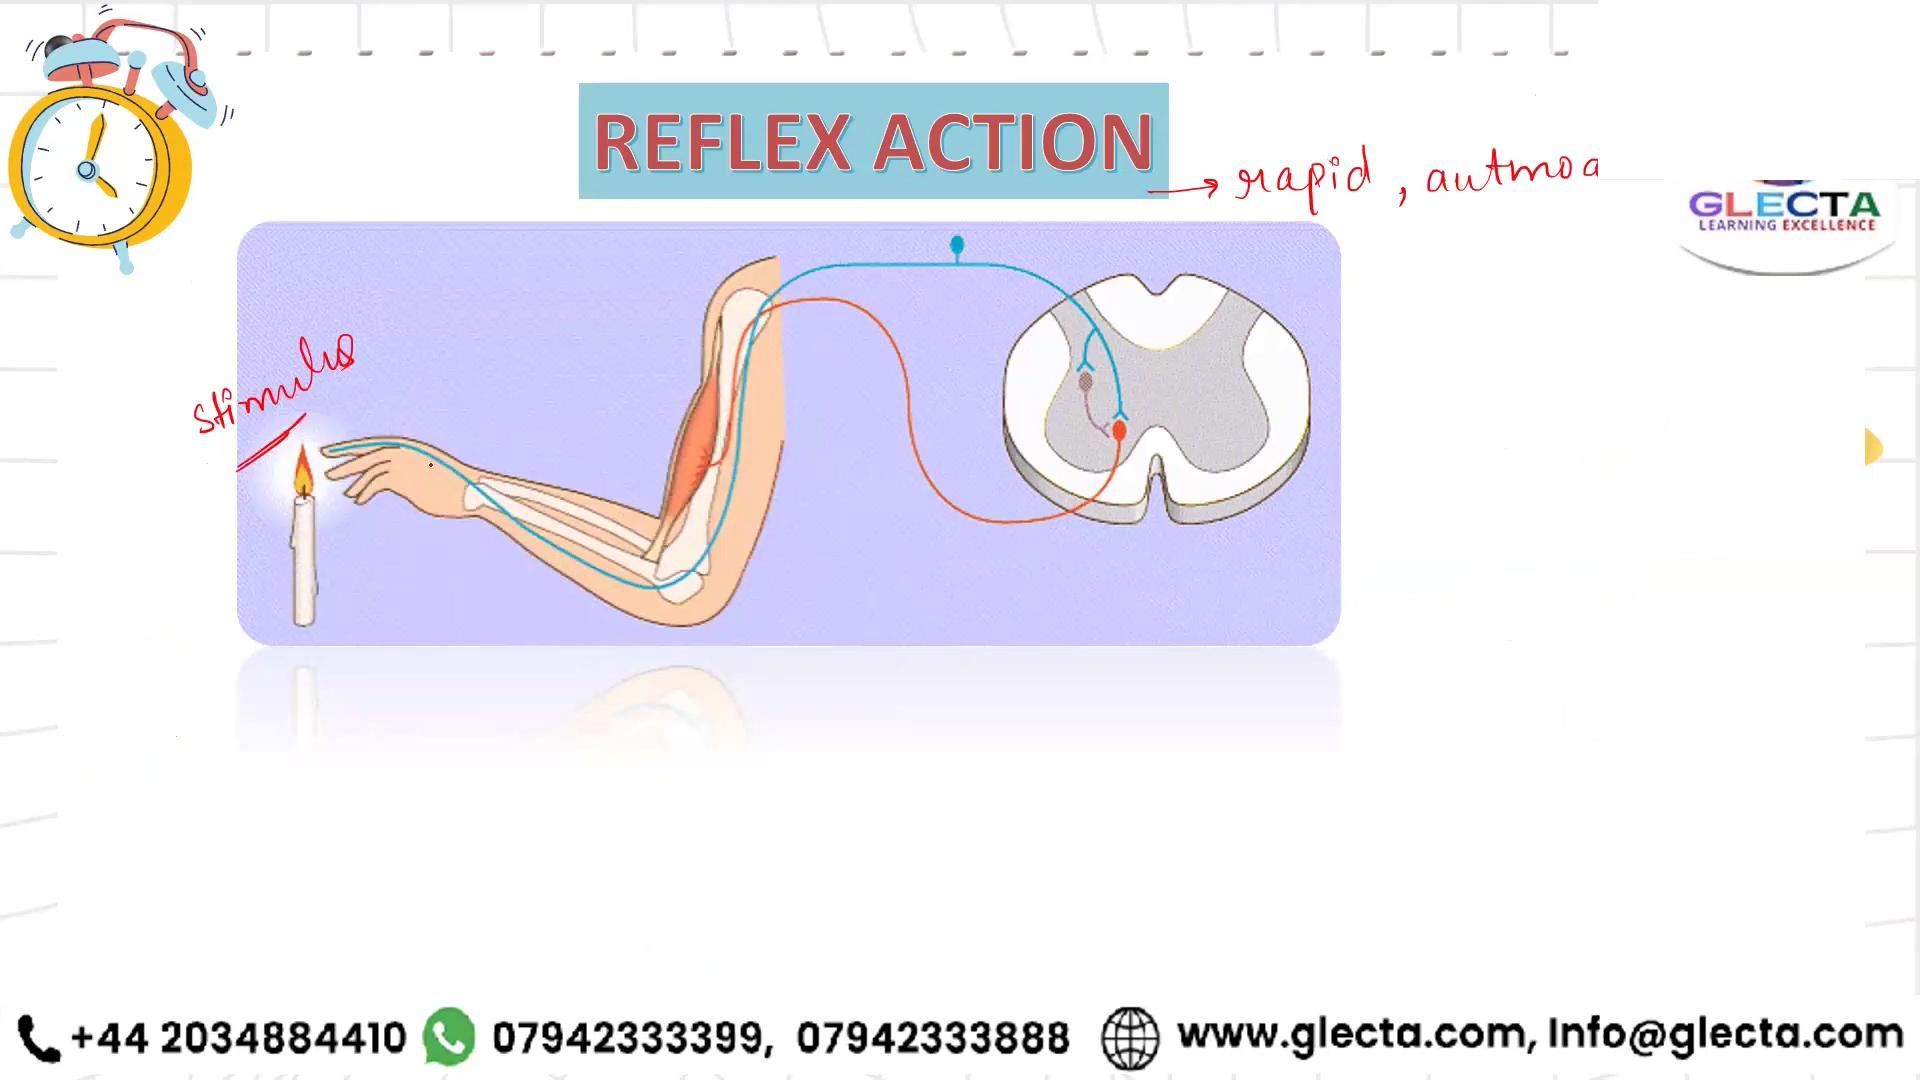 REFLEX ACTION
→ rapid, autmoa
GLECTA
LEARNING EXCELLENCE
stimulus
+44 2034884410 07942333399, 07942333888 www.glecta.com, Info@glecta.com